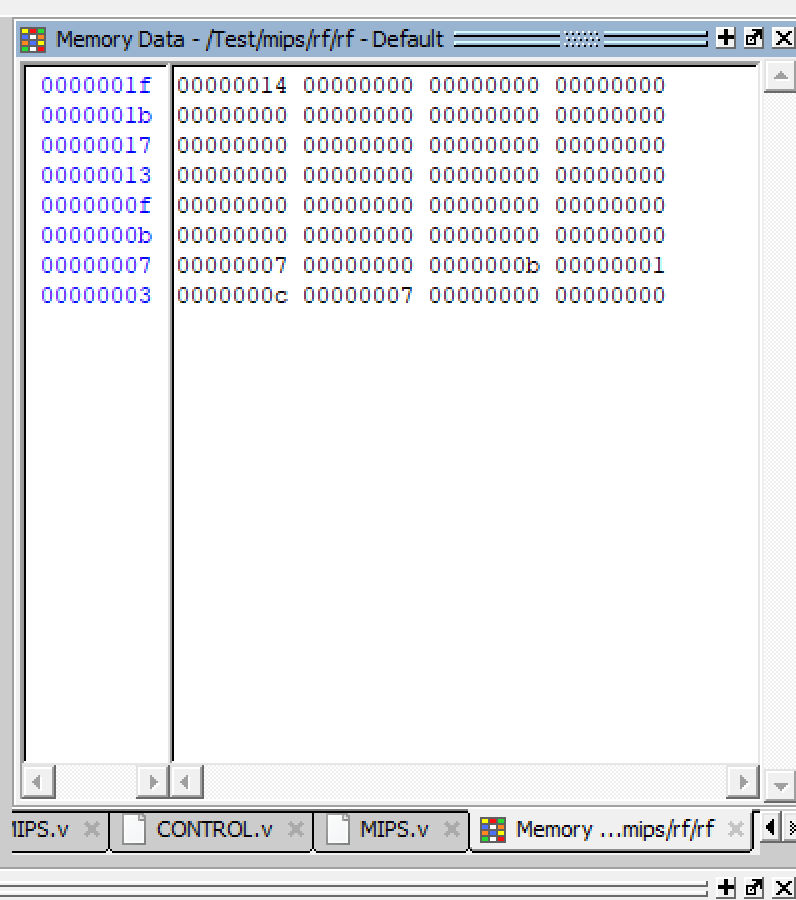 Memory Data - /Test/mips/rf/rf - Default
0000001f 00000014 00000000 00000000 00000000
0000001b 00000000 00000000 00000000 00000000
00000017 00000000 00000000 00000000 00000000
00000013 00000000 00000000 00000000 00000000
0000000f 00000000 00000000 00000000 00000000
0000000b 00000000 00000000 00000000 00000000
00000007 00000007 00000000 0000000b 00000001
00000003 0000000c 00000007 00000000 00000000
MIPS.v CONTROL.v MIPS.v Memory ...mips/rf/rf